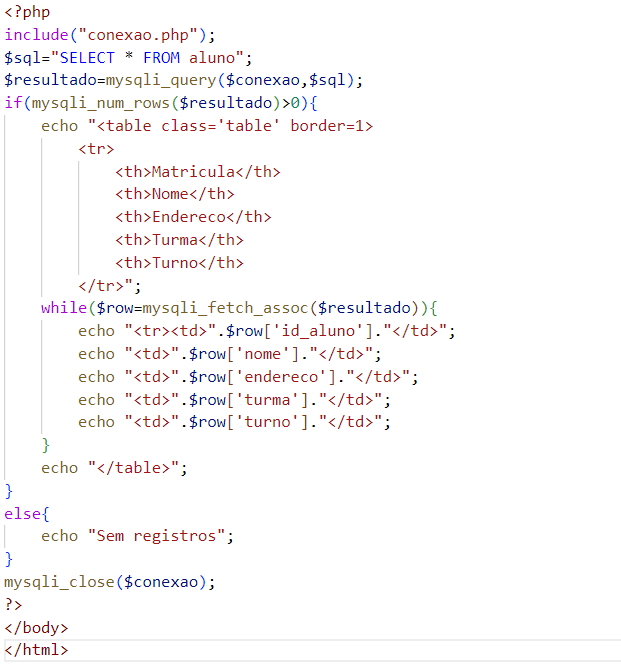 <?php
include("conexao.php");
$sql="SELECT * FROM aluno";
$resultado=mysqli_query($conexao,$sql);
if(mysqli_num_rows($resultado)>0){
    echo "<table class='table' border=1>
        <tr>
            <th>Matricula</th>
            <th>Nome</th>
            <th>Endereco</th>
            <th>Turma</th>
            <th>Turno</th>
        </tr>";
    while($row=mysqli_fetch_assoc($resultado)){
        echo "<tr><td>".$row['id_aluno']."</td>";
        echo "<td>".$row['nome']."</td>";
        echo "<td>".$row['endereco']."</td>";
        echo "<td>".$row['turma']."</td>";
        echo "<td>".$row['turno']."</td>";
    }
    echo "</table>";
}
else{
    echo "Sem registros";
}
mysqli_close($conexao);
?>
</body>
</html>